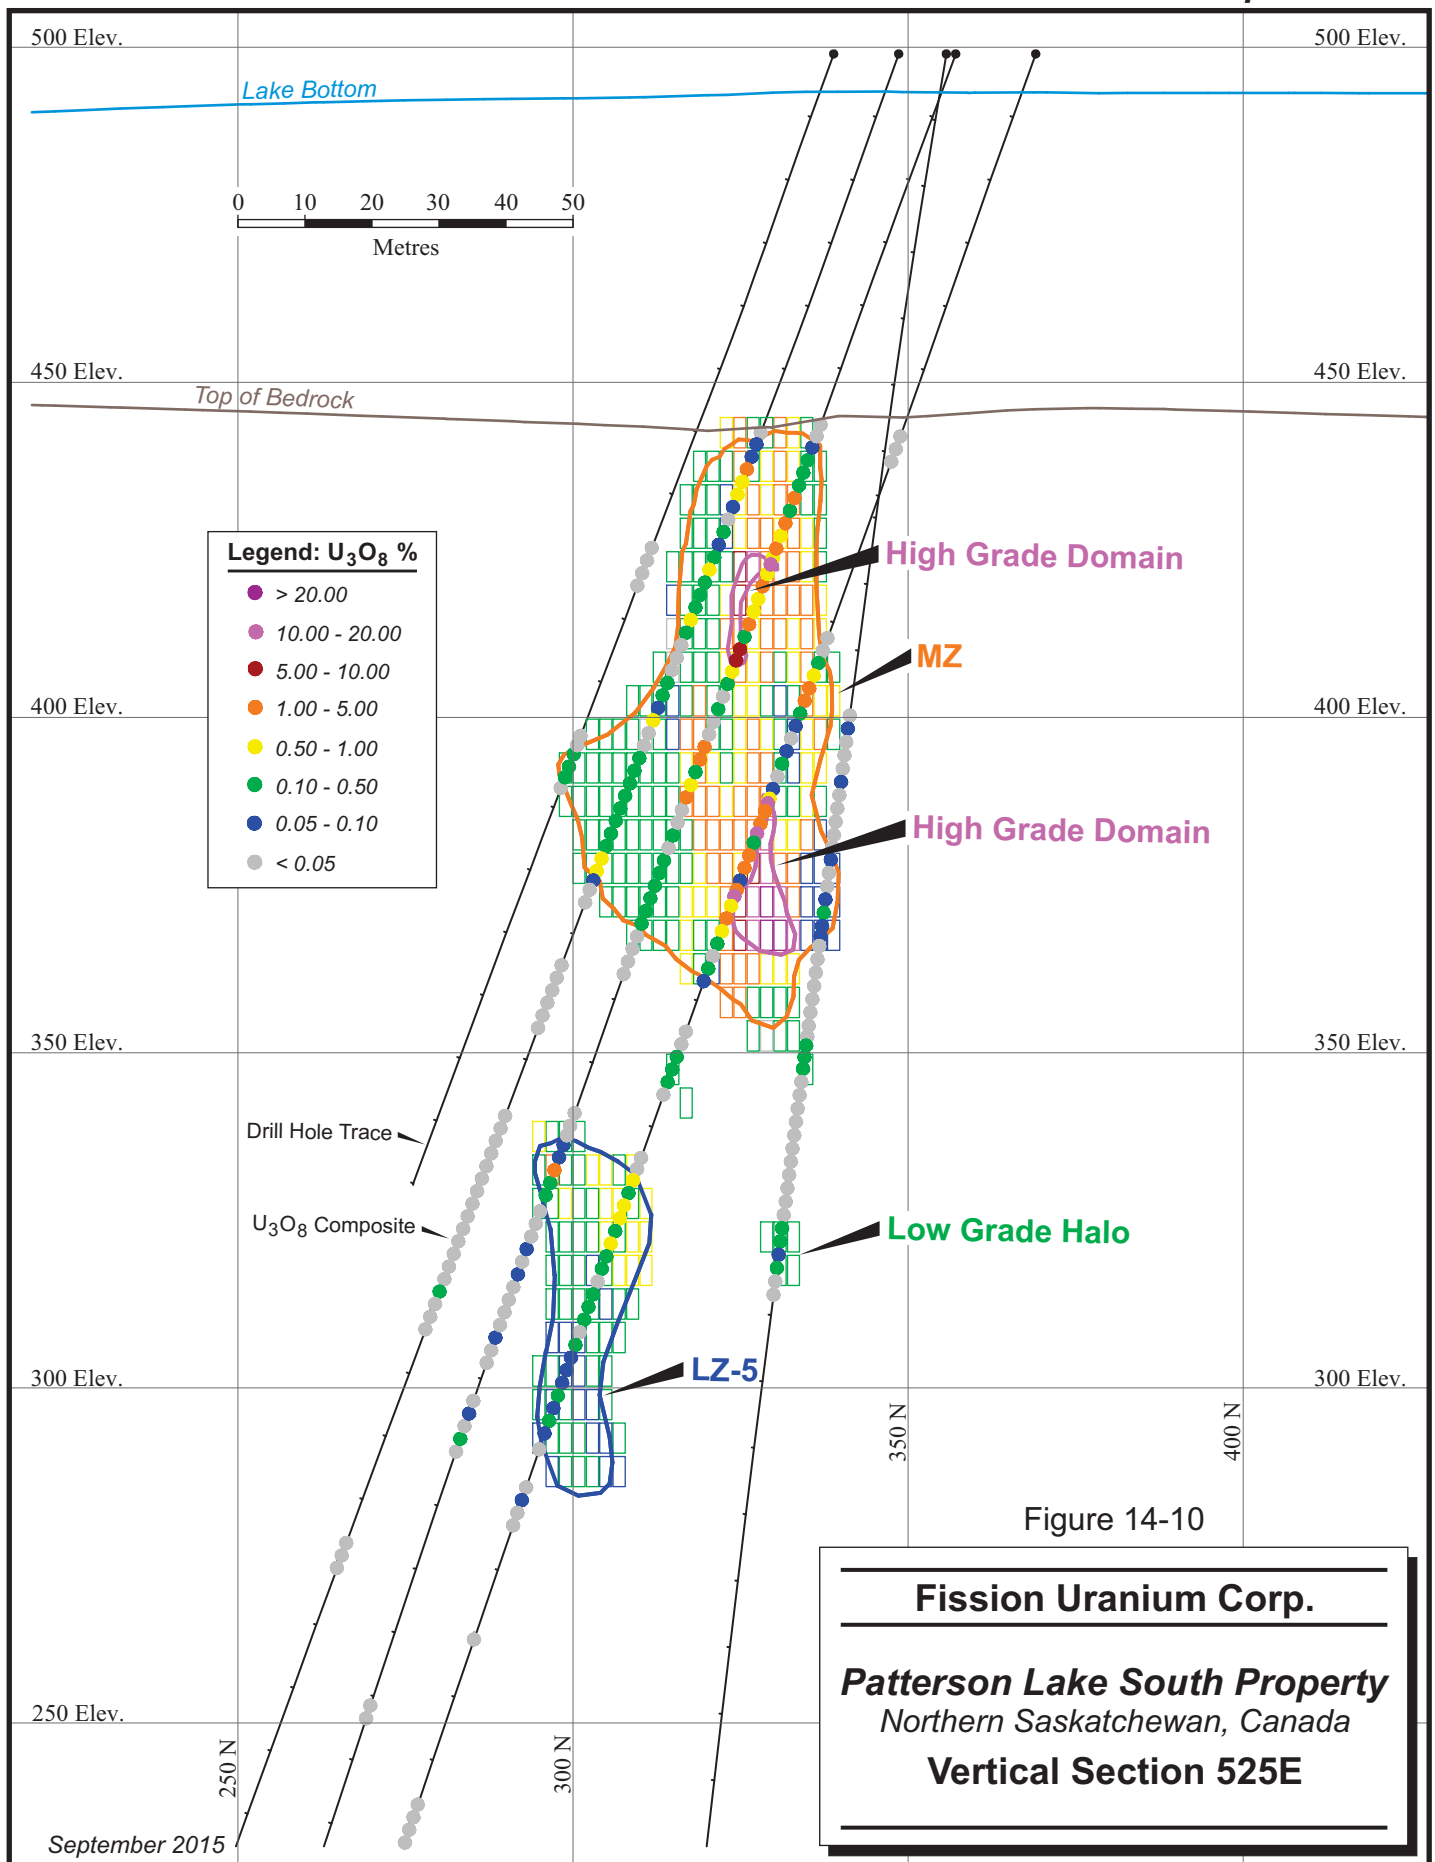 500 Elev.
500 Elev.
Lake Bottom
0 10 20 30 40 50
Metres
450 Elev.
450 Elev.
Top of Bedrock
Legend: U3O8 %
> 20.00
10.00 - 20.00
5.00 - 10.00
1.00 - 5.00
0.50 - 1.00
0.10 - 0.50
0.05 - 0.10
< 0.05
High Grade Domain
MZ
400 Elev.
400 Elev.
High Grade Domain
350 Elev.
350 Elev.
Drill Hole Trace
U3O8 Composite
Low Grade Halo
LZ-5
300 Elev.
300 Elev.
350 N
400 N
Figure 14-10
Fission Uranium Corp.
Patterson Lake South Property
Northern Saskatchewan, Canada
Vertical Section 525E
250 Elev.
250 N
300 N
September 2015